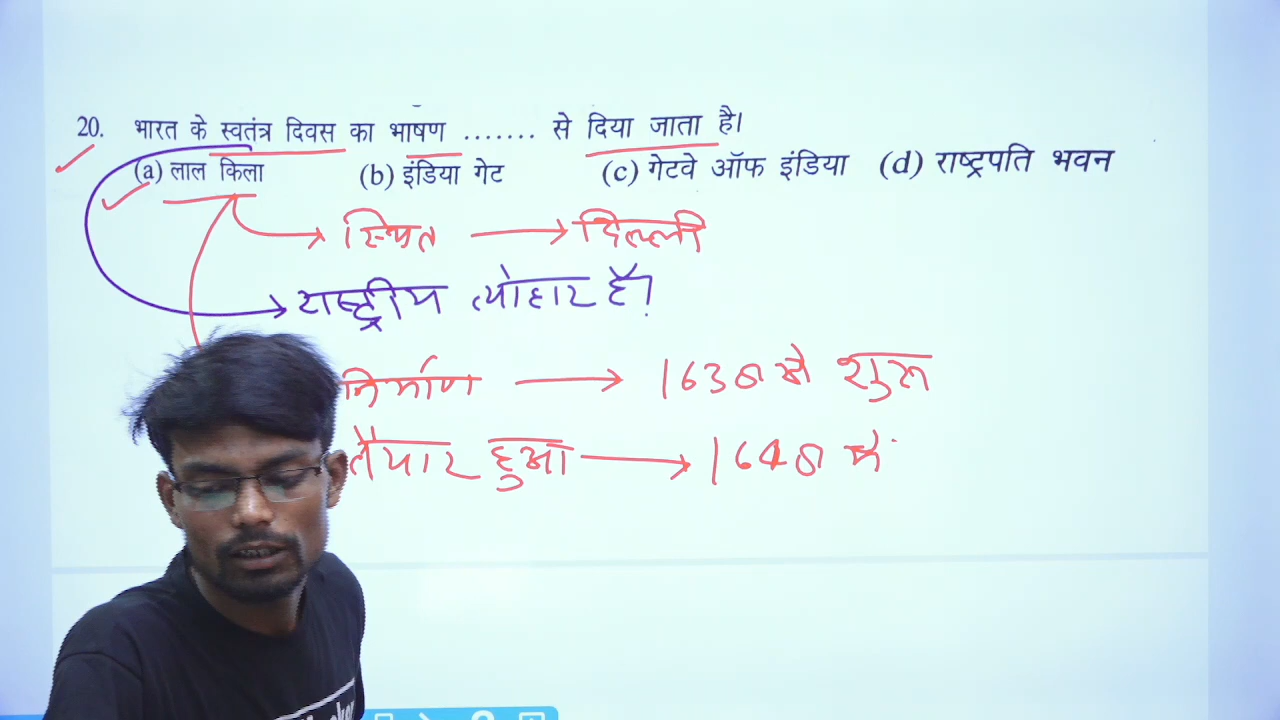 20. भारत के स्वतंत्र दिवस का भाषण ....... से दिया जाता है।
(a) लाल किला (b) इंडिया गेट (c) गेटवे ऑफ इंडिया (d) राष्ट्रपति भवन
स्थित → दिल्ली
राष्ट्रीय त्योहार है।
निर्माण → 1638 से शुरू
तैयार हुआ → 1648 में